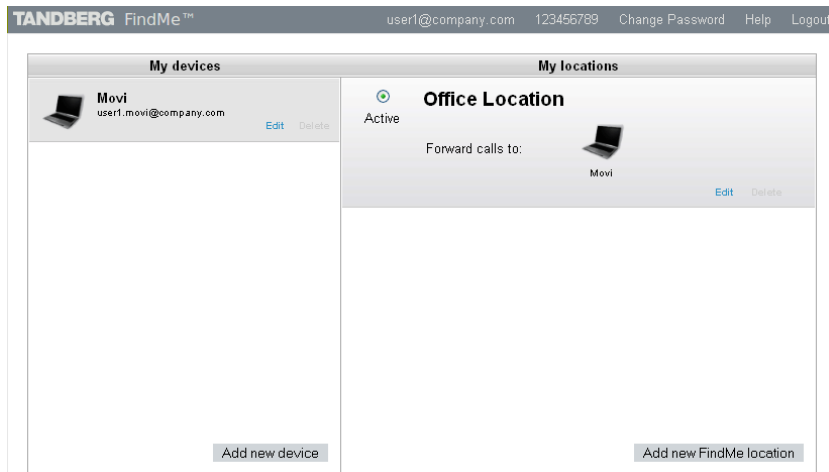 TANDBERG FindMe™ user1@company.com 123456789 Change Password Help Logout
My devices
Movi
user1.movi@company.com
Edit Delete
Add new device
My locations
Active
Office Location
Forward calls to:
Movi
Edit Delete
Add new FindMe location